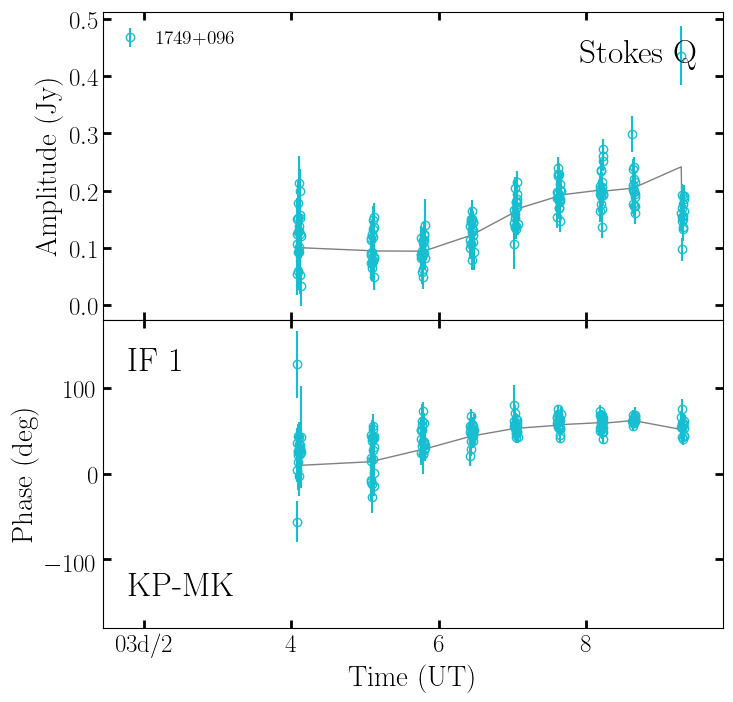 1749+096
Stokes Q
0.5
0.4
0.3
0.2
0.1
0.0
Amplitude (Jy)
IF 1
100
0
−100
Phase (deg)
KP-MK
03d/2 4 6 8
Time (UT)